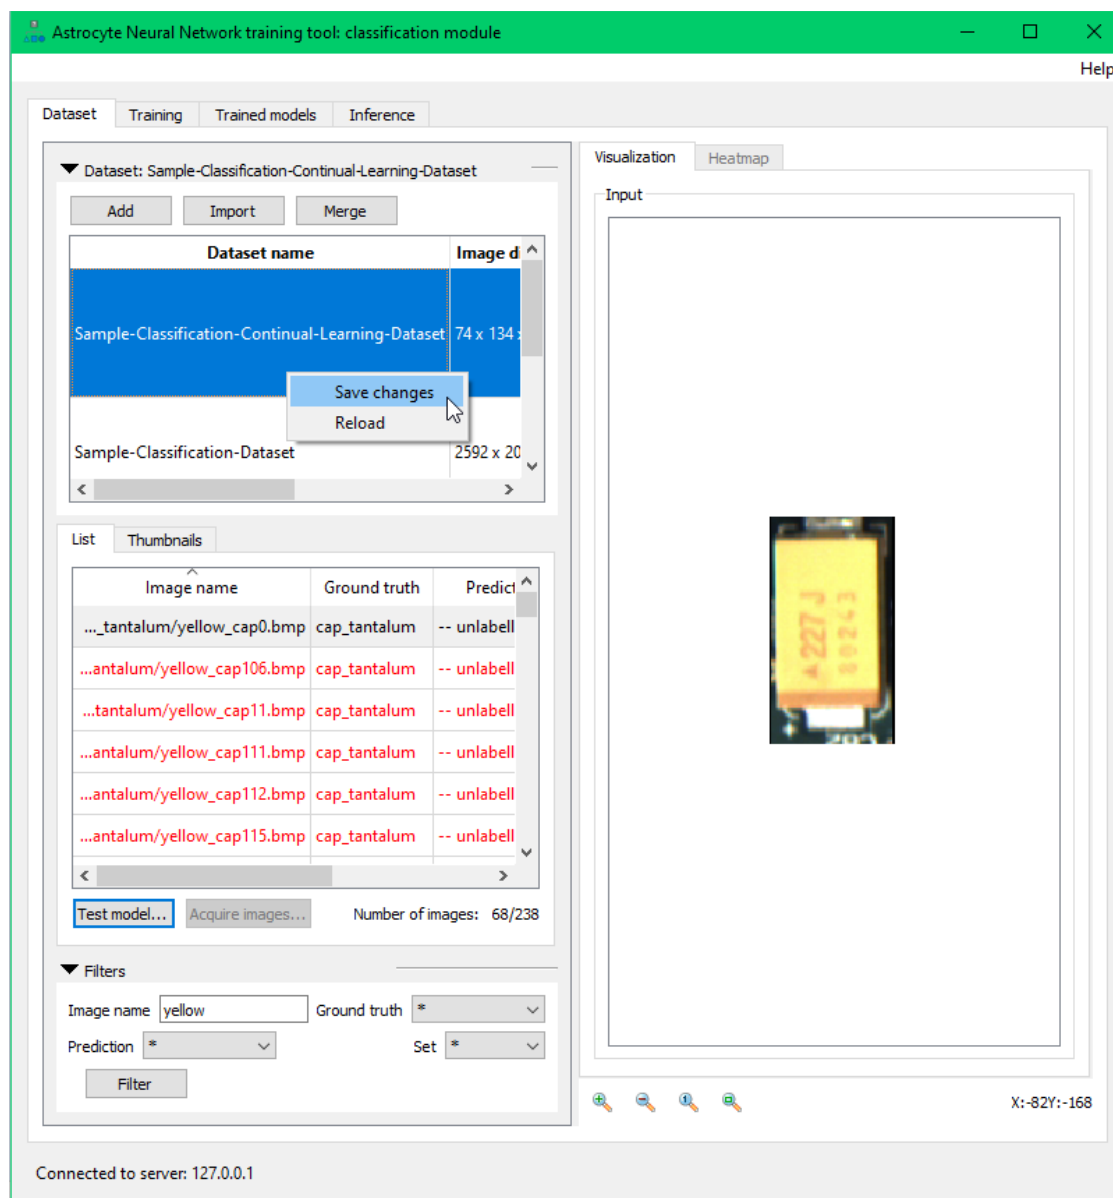 Astrocyte Neural Network training tool: classification module
Help
Dataset Training Trained models Inference
Dataset: Sample-Classification-Continual-Learning-Dataset
Add Import Merge
Dataset name Image di
Sample-Classification-Continual-Learning-Dataset 74 x 134 x
Save changes
Reload
Sample-Classification-Dataset 2592 x 20
List Thumbnails
Image name Ground truth Predict
..._tantalum/yellow_cap0.bmp cap_tantalum -- unlabell
...antalum/yellow_cap106.bmp cap_tantalum -- unlabell
...tantalum/yellow_cap11.bmp cap_tantalum -- unlabell
...antalum/yellow_cap111.bmp cap_tantalum -- unlabell
...antalum/yellow_cap112.bmp cap_tantalum -- unlabell
...antalum/yellow_cap115.bmp cap_tantalum -- unlabell
Test model... Acquire images... Number of images: 68/238
Filters
Image name yellow Ground truth *
Prediction * Set *
Filter
Visualization Heatmap
Input
227 J
89243
X:-82Y:-168
Connected to server: 127.0.0.1